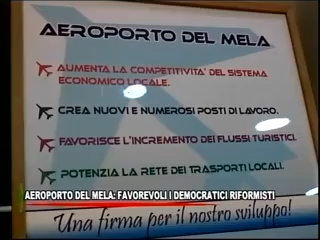 AEROPORTO DEL MELA
AUMENTA LA COMPETITIVITA' DEL SISTEMA
ECONOMICO LOCALE.
CREA NUOVI E NUMEROSI POSTI DI LAVORO.
FAVORISCE L'INCREMENTO DEI FLUSSI TURISTICI.
POTENZIA LA RETE DEI TRASPORTI LOCALI.
AEROPORTO DEL MELA: FAVOREVOLI I DEMOCRATICI RIFORMISTI
Una firma per il nostro sviluppo!